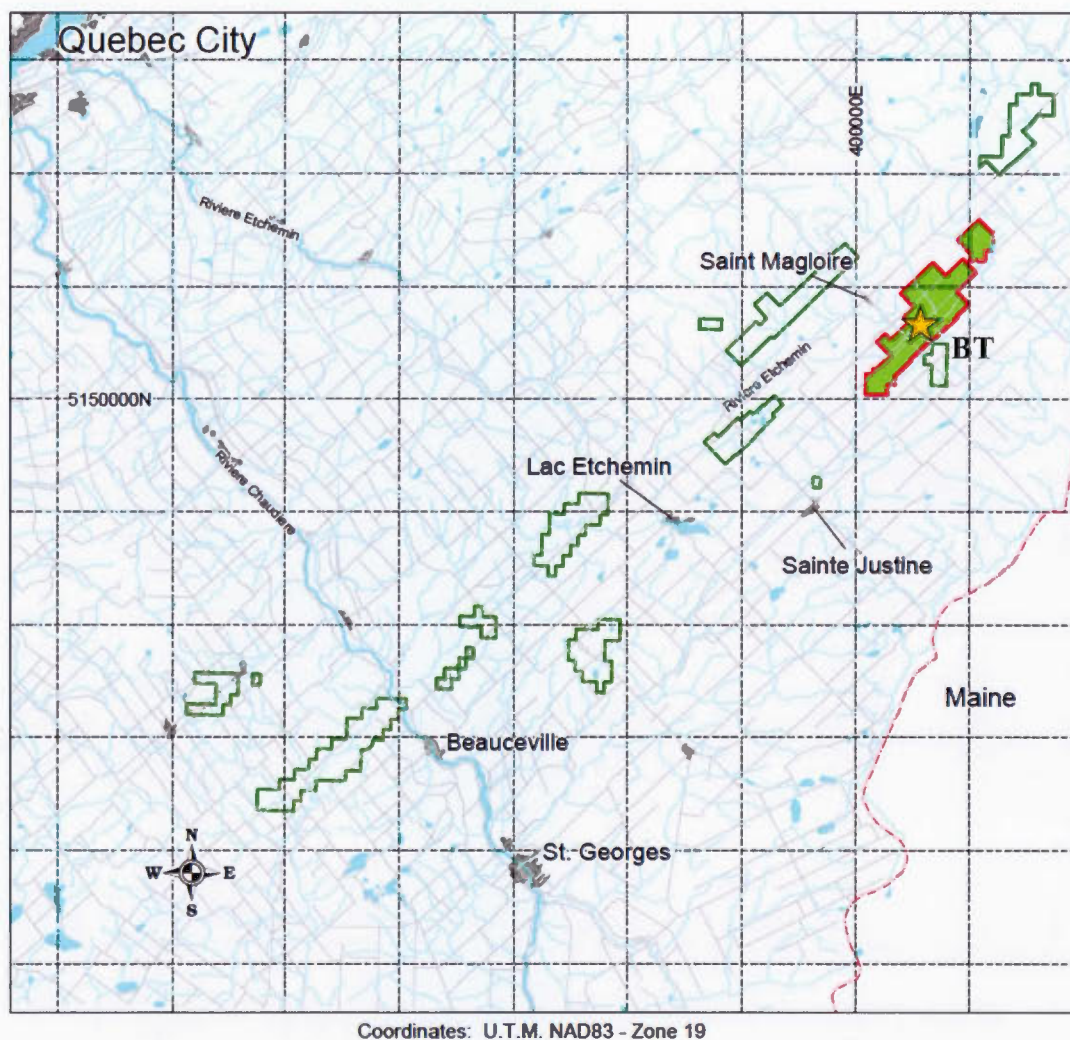 Quebec City
400000E
Riviere Etchemin
Saint Magloire
BT
Riviere Etchemin
5150000N
Riviere Chaudiere
Lac Etchemin
Sainte Justine
Maine
Beauceville
St. Georges
N
W E
S
Coordinates: U.T.M. NAD83 - Zone 19